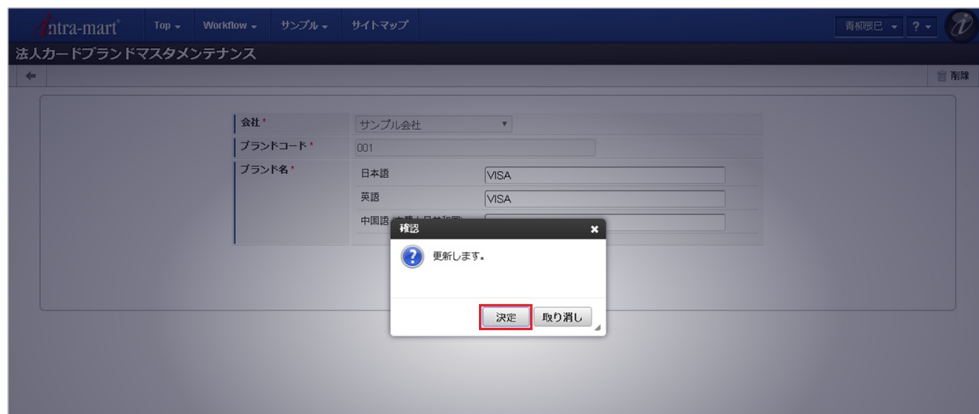 intra-mart Top Workflow サンプル サイトマップ 青柳辰巳 ?
法人カードブランドマスタメンテナンス
削除
会社* サンプル会社
ブランドコード* 001
ブランド名* 日本語 VISA
英語 VISA
中国語
確認
更新します。
決定 取り消し